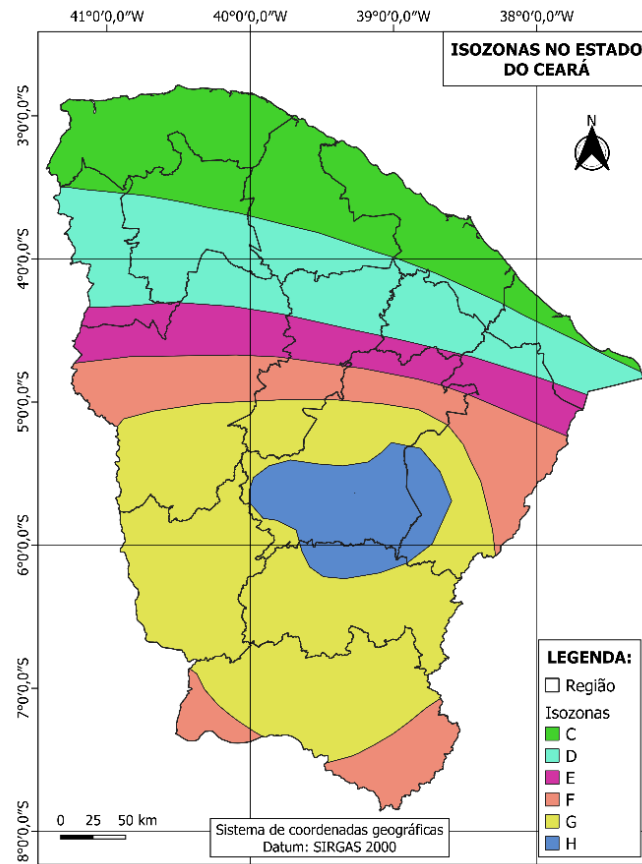 41°0,0'0"W 40°0,0'0"W 39°0,0'0"W 38°0,0'0"W
ISOZONAS NO ESTADO
DO CEARÁ
N
3°0,0'0"S
4°0,0'0"S
5°0,0'0"S
6°0,0'0"S
7°0,0'0"S
8°0,0'0"S
LEGENDA:
Região
Isozonas
C
D
E
F
G
H
0 25 50 km
Sistema de coordenadas geográficas
Datum: SIRGAS 2000